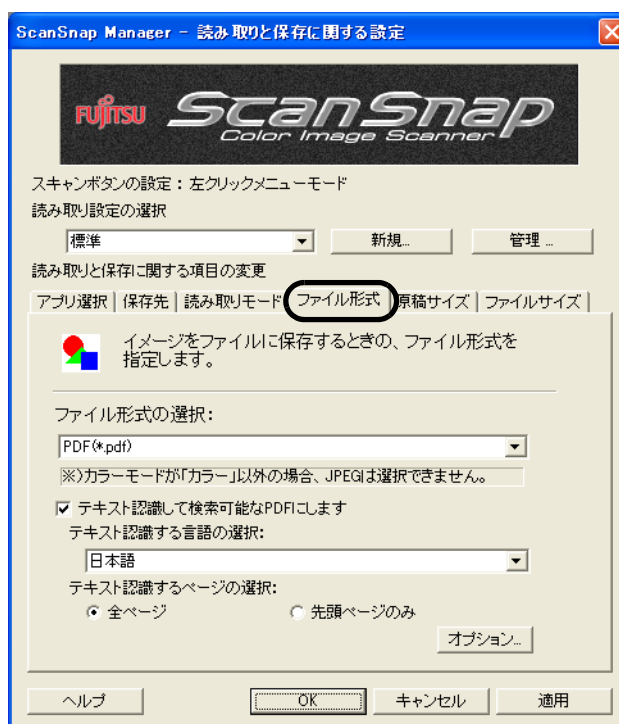 ScanSnap Manager - 読み取りと保存に関する設定
FUJITSU ScanSnap
Color Image Scanner
スキャンボタンの設定：左クリックメニューモード
読み取り設定の選択
標準 新規... 管理 ...
読み取りと保存に関する項目の変更
アプリ選択 保存先 読み取りモード ファイル形式 原稿サイズ ファイルサイズ
イメージをファイルに保存するときの、ファイル形式を
指定します。
ファイル形式の選択:
PDF(*.pdf)
※)カラーモードが「カラー」以外の場合、JPEGは選択できません。
テキスト認識して検索可能なPDFにします
テキスト認識する言語の選択:
日本語
テキスト認識するページの選択:
全ページ 先頭ページのみ
オプション...
ヘルプ OK キャンセル 適用